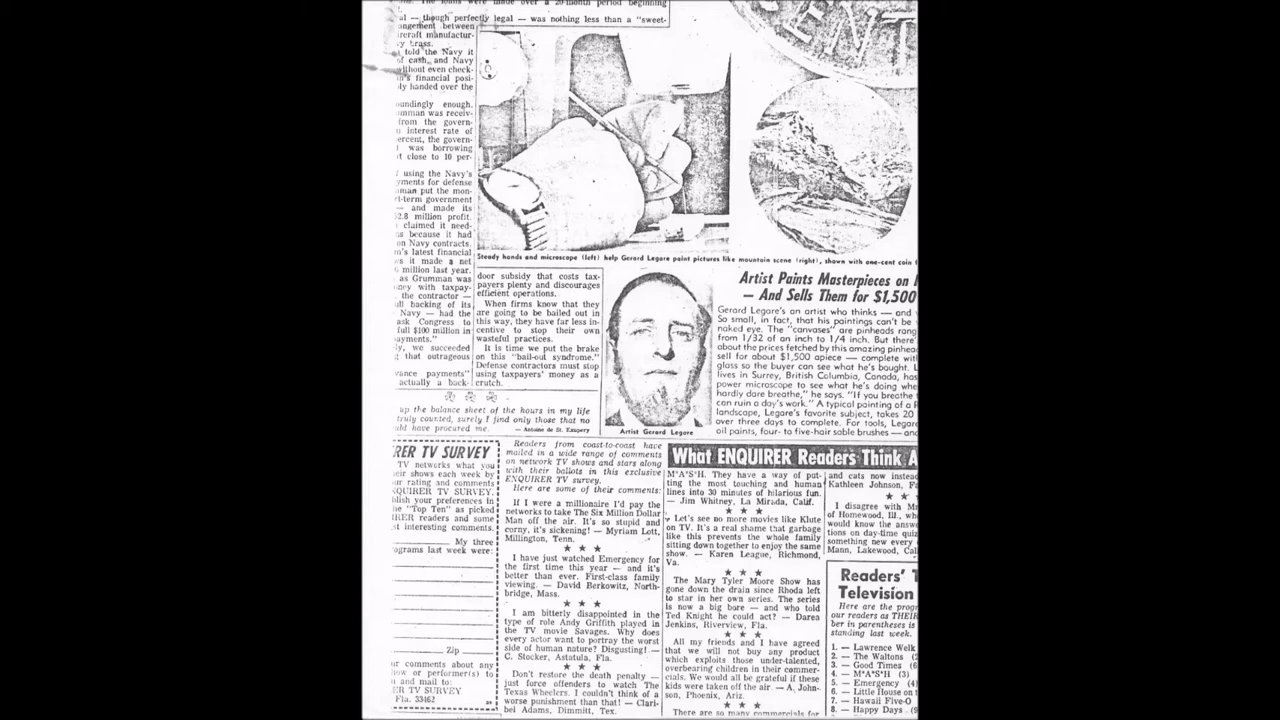 ans. The loans were made over a 20-month period beginning
al — though perfectly legal — was nothing less than a "sweet-
angement between
ircraft manufactur-
y brass.
told the Navy it
of cash, and Navy
without even check-
n's financial posi-
ly handed over the
oundingly enough,
umman was receiv-
from the govern-
n interest rate of
ercent, the govern-
was borrowing
t close to 10 per-
using the Navy's
yments for defense
uman put the mon-
rt-term government
— and made its
$2.8 million profit.
claimed it need-
ns because it had
on Navy contracts.
n's latest financial
ws it made a net
million last year.
as Grumman was
ney with taxpay-
the contractor —
ull backing of its
Navy — had the
ask Congress to
full $100 million in
ayments."
ly, we succeeded
g that outrageous
vance payments"
actually a back-
CENT
Steady hands and microscope (left) help Gerard Legare paint pictures like mountain scene (right), shown with one-cent coin
door subsidy that costs tax-
payers plenty and discourages
efficient operations.
When firms know that they
are going to be bailed out in
this way, they have far less in-
centive to stop their own
wasteful practices.
It is time we put the brake
on this "bail-out syndrome."
Defense contractors must stop
using taxpayers' money as a
crutch.
up the balance sheet of the hours in my life
truly counted, surely I find only those that no
uld have procured me. — Antoine de St. Exupery
Artist Gerard Legare
Artist Paints Masterpieces on
— And Sells Them for $1,500
Gerard Legare's an artist who thinks — and
So small, in fact, that his paintings can't be
naked eye. The "canvases" are pinheads rang
from 1/32 of an inch to 1/4 inch. But there'
about the prices fetched by this amazing pinhea
sell for about $1,500 apiece — complete wit
glass so the buyer can see what he's bought. L
lives in Surrey, British Columbia, Canada, has
power microscope to see what he's doing whe
hardly dare breathe," he says. "If you breathe
can ruin a day's work." A typical painting of a R
landscape, Legare's favorite subject, takes 20
over three days to complete. For tools, Legare
oil paints, four- to five-hair sable brushes — and
RER TV SURVEY
TV networks what you
eir shows each week by
ur rating and comments
NQUIRER TV SURVEY.
blish your preferences in
he "Top Ten" as picked
IRER readers and some
st interesting comments.
My three
ograms last week were:
Zip
ur comments about any
how or performer(s) to
n and mail to:
ER TV SURVEY
Fla. 33462
Readers from coast-to-coast have
mailed in a wide range of comments
on network TV shows and stars along
with their ballots in this exclusive
ENQUIRER TV survey.
Here are some of their comments:
If I were a millionaire I'd pay the
networks to take The Six Million Dollar
Man off the air. It's so stupid and
corny, it's sickening! — Myriam Lott,
Millington, Tenn.
★ ★ ★
I have just watched Emergency for
the first time this year — and it's
better than ever. First-class family
viewing. — David Berkowitz, North-
bridge, Mass.
★ ★ ★
I am bitterly disappointed in the
type of role Andy Griffith played in
the TV movie Savages. Why does
every actor want to portray the worst
side of human nature? Disgusting! —
C. Stocker, Astatula, Fla.
★ ★ ★
Don't restore the death penalty —
just force offenders to watch The
Texas Wheelers. I couldn't think of a
worse punishment than that! — Clari-
bel Adams, Dimmitt, Tex.
What ENQUIRER Readers Think A
M*A*S*H. They have a way of put-
ting the most touching and human
lines into 30 minutes of hilarious fun.
— Jim Whitney, La Mirada, Calif.
★ ★ ★
Let's see no more movies like Klute
on TV. It's a real shame that garbage
like this prevents the whole family
sitting down together to enjoy the same
show. — Karen League, Richmond,
Va.
★ ★ ★
The Mary Tyler Moore Show has
gone down the drain since Rhoda left
to star in her own series. The series
is now a big bore — and who told
Ted Knight he could act? — Darea
Jenkins, Riverview, Fla.
★ ★ ★
All my friends and I have agreed
that we will not buy any product
which exploits those under-talented,
overbearing children in their commer-
cials. We would all be grateful if these
kids were taken off the air. — A. John-
son, Phoenix, Ariz.
★ ★ ★
There are so many commercials for
and cats now instead
Kathleen Johnson, F
★ ★
I disagree with M
of Homewood, Ill., wh
would know the answ
tions on day-time quiz
something new every
Mann, Lakewood, Cal
Readers' T
Television
Here are the progr
our readers as THEIR
ber in parentheses is
standing last week.
1. — Lawrence Welk
2. — The Waltons (2
3. — Good Times (6
4. — M*A*S*H (3)
5. — Emergency (4)
6. — Little House on t
7. — Hawaii Five-O
8. — Happy Days (9